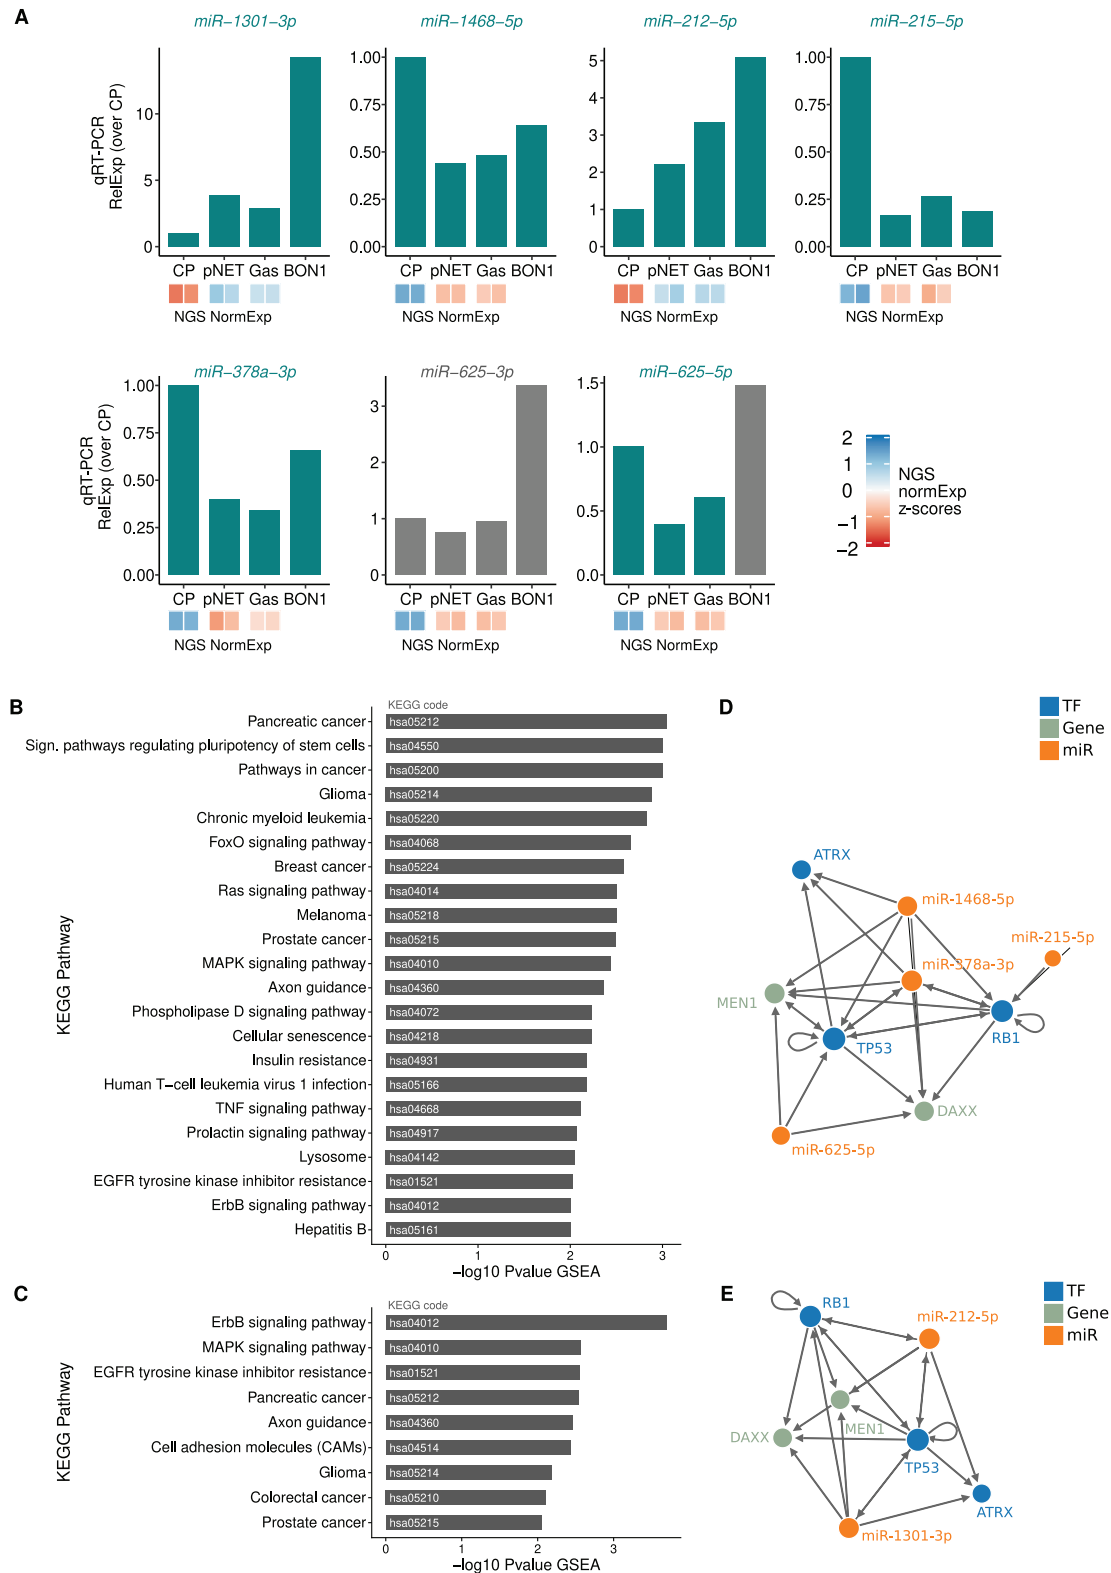 A
miR−1301−3p
miR−1468−5p
miR−212−5p
miR−215−5p
qRT−PCR
RelExp (over CP)
10
5
0
1.00
0.75
0.50
0.25
0.00
5
4
3
2
1
0
1.00
0.75
0.50
0.25
0.00
CP pNET Gas BON1
CP pNET Gas BON1
CP pNET Gas BON1
CP pNET Gas BON1
NGS NormExp
NGS NormExp
NGS NormExp
NGS NormExp
miR−378a−3p
miR−625−3p
miR−625−5p
qRT−PCR
RelExp (over CP)
1.00
0.75
0.50
0.25
0.00
3
2
1
0
1.5
1.0
0.5
0.0
CP pNET Gas BON1
CP pNET Gas BON1
CP pNET Gas BON1
NGS NormExp
NGS NormExp
NGS NormExp
2
1
0
−1
−2
NGS
normExp
z−scores
B
KEGG code
KEGG Pathway
Pancreatic cancer hsa05212
Sign. pathways regulating pluripotency of stem cells hsa04550
Pathways in cancer hsa05200
Glioma hsa05214
Chronic myeloid leukemia hsa05220
FoxO signaling pathway hsa04068
Breast cancer hsa05224
Ras signaling pathway hsa04014
Melanoma hsa05218
Prostate cancer hsa05215
MAPK signaling pathway hsa04010
Axon guidance hsa04360
Phospholipase D signaling pathway hsa04072
Cellular senescence hsa04218
Insulin resistance hsa04931
Human T−cell leukemia virus 1 infection hsa05166
TNF signaling pathway hsa04668
Prolactin signaling pathway hsa04917
Lysosome hsa04142
EGFR tyrosine kinase inhibitor resistance hsa01521
ErbB signaling pathway hsa04012
Hepatitis B hsa05161
0 1 2 3
−log10 Pvalue GSEA
C
KEGG code
KEGG Pathway
ErbB signaling pathway hsa04012
MAPK signaling pathway hsa04010
EGFR tyrosine kinase inhibitor resistance hsa01521
Pancreatic cancer hsa05212
Axon guidance hsa04360
Cell adhesion molecules (CAMs) hsa04514
Glioma hsa05214
Colorectal cancer hsa05210
Prostate cancer hsa05215
0 1 2 3
−log10 Pvalue GSEA
D
TF
Gene
miR
ATRX
miR-1468-5p
miR-215-5p
miR-378a-3p
MEN1
RB1
TP53
DAXX
miR-625-5p
E
TF
Gene
miR
RB1
miR-212-5p
MEN1
DAXX
TP53
ATRX
miR-1301-3p